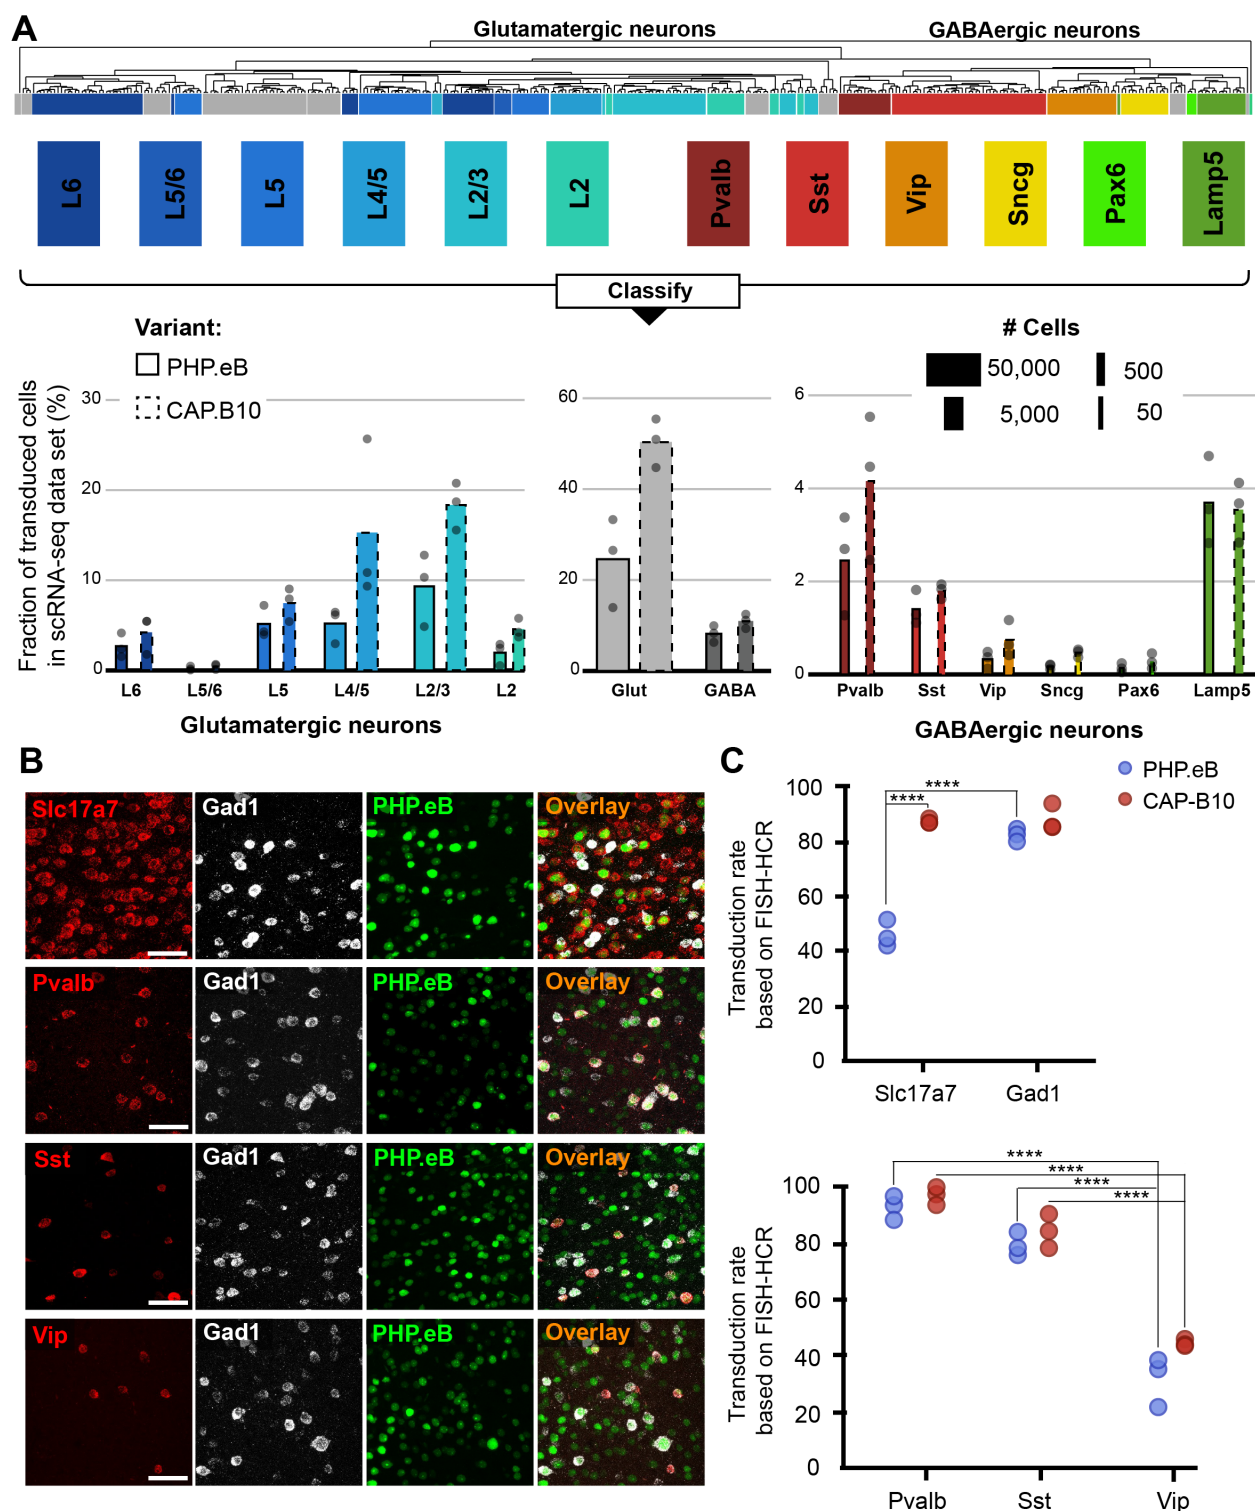 A
Glutamatergic neurons
GABAergic neurons
L6
L5/6
L5
L4/5
L2/3
L2
Pvalb
Sst
Vip
Sncg
Pax6
Lamp5
Classify
Variant:
PHP.eB
CAP.B10
# Cells
50,000
500
5,000
50
Fraction of transduced cells
in scRNA-seq data set (%)
30
20
10
0
L6
L5/6
L5
L4/5
L2/3
L2
Glutamatergic neurons
60
40
20
0
Glut
GABA
6
4
2
0
Pvalb
Sst
Vip
Sncg
Pax6
Lamp5
GABAergic neurons
B
Slc17a7
Gad1
PHP.eB
Overlay
Pvalb
Gad1
PHP.eB
Overlay
Sst
Gad1
PHP.eB
Overlay
Vip
Gad1
PHP.eB
Overlay
C
PHP.eB
CAP-B10
Transduction rate
based on FISH-HCR
100
80
60
40
20
0
****
****
Slc17a7
Gad1
Transduction rate
based on FISH-HCR
100
80
60
40
20
0
****
****
****
****
Pvalb
Sst
Vip